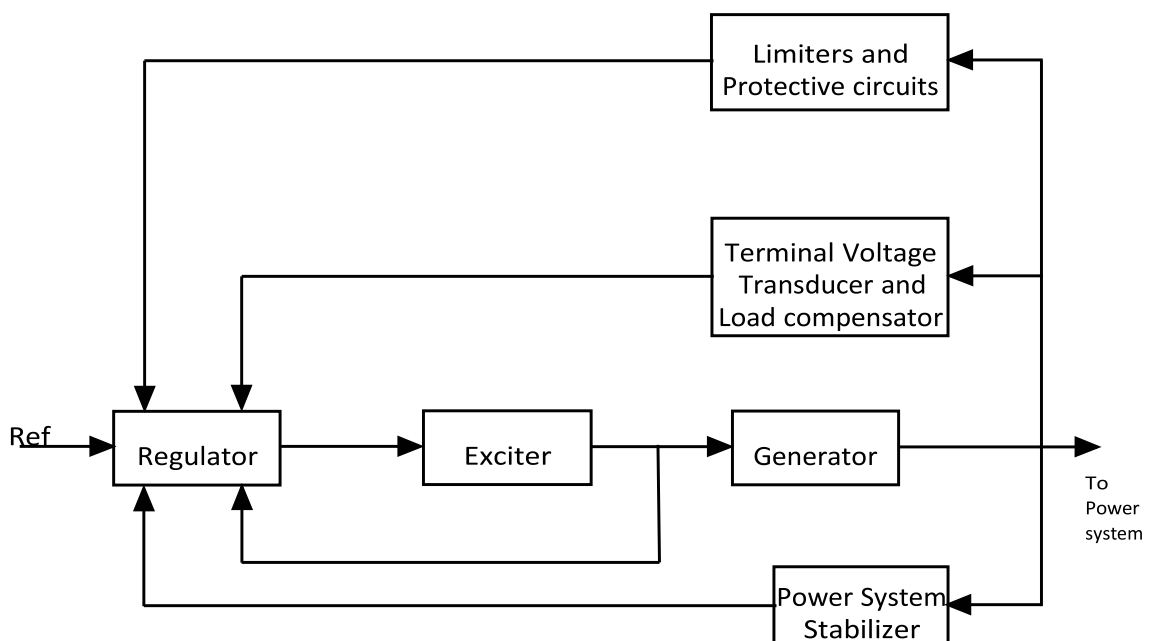 Limiters and
Protective circuits
Terminal Voltage
Transducer and
Load compensator
Ref
Regulator
Exciter
Generator
To
Power
system
Power System
Stabilizer